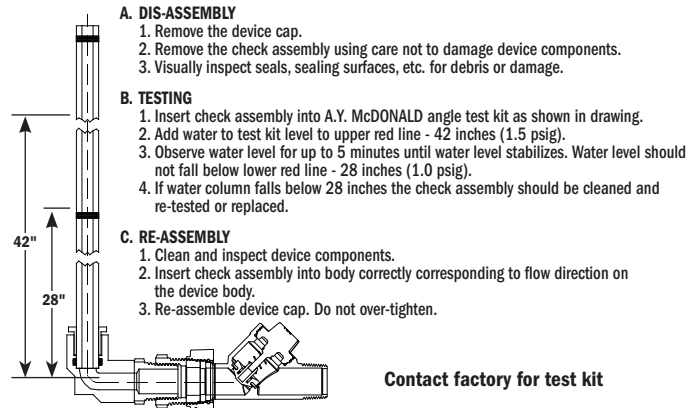 A. DIS-ASSEMBLY
1. Remove the device cap.
2. Remove the check assembly using care not to damage device components.
3. Visually inspect seals, sealing surfaces, etc. for debris or damage.
B. TESTING
1. Insert check assembly into A.Y. McDONALD angle test kit as shown in drawing.
2. Add water to test kit level to upper red line - 42 inches (1.5 psig).
3. Observe water level for up to 5 minutes until water level stabilizes. Water level should
not fall below lower red line - 28 inches (1.0 psig).
4. If water column falls below 28 inches the check assembly should be cleaned and
re-tested or replaced.
C. RE-ASSEMBLY
1. Clean and inspect device components.
2. Insert check assembly into body correctly corresponding to flow direction on
the device body.
3. Re-assemble device cap. Do not over-tighten.
42"
28"
Contact factory for test kit